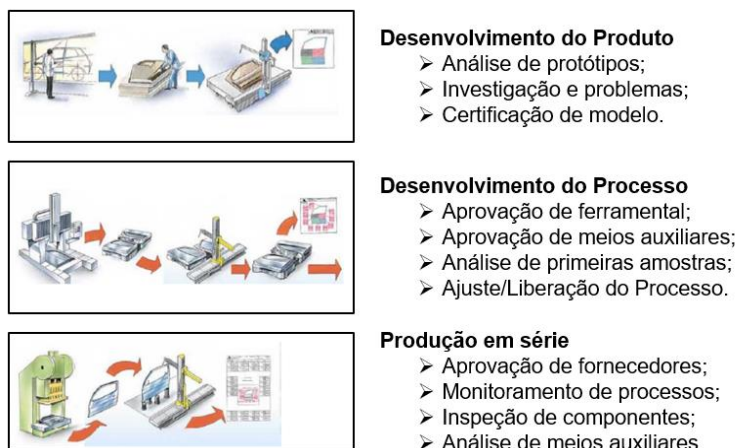 Desenvolvimento do Produto
➢ Análise de protótipos;
➢ Investigação e problemas;
➢ Certificação de modelo.
Desenvolvimento do Processo
➢ Aprovação de ferramental;
➢ Aprovação de meios auxiliares;
➢ Análise de primeiras amostras;
➢ Ajuste/Liberação do Processo.
Produção em série
➢ Aprovação de fornecedores;
➢ Monitoramento de processos;
➢ Inspeção de componentes;
➢ Análise de meios auxiliares